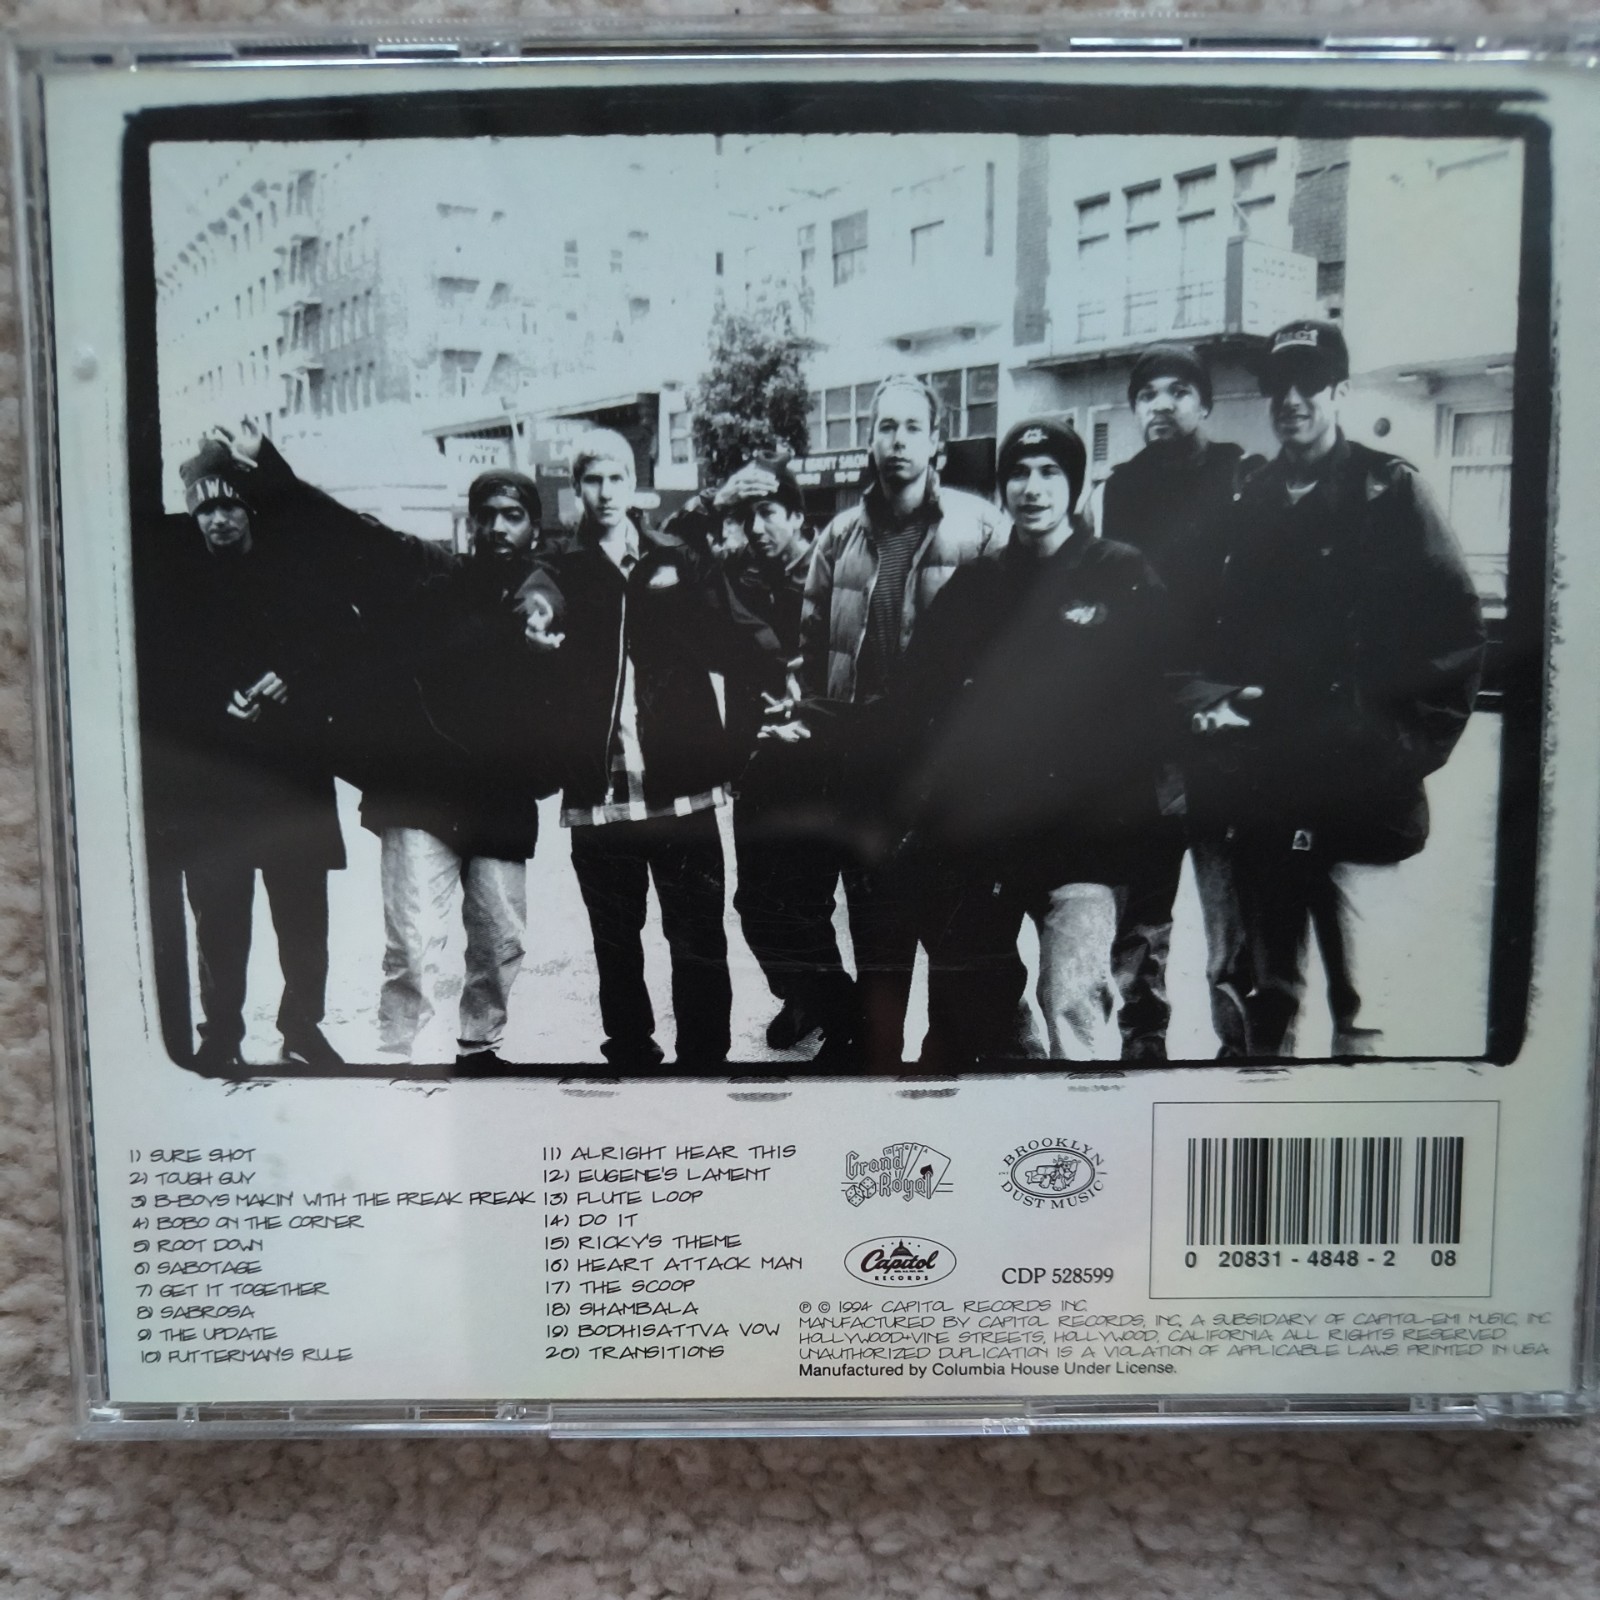 CAFE
1) SURE SHOT
2) TOUGH GUY
3) B-BOYS MAKIN' WITH THE FREAK FREAK
4) BOBO ON THE CORNER
5) ROOT DOWN
6) SABOTAGE
7) GET IT TOGETHER
8) SABROSA
9) THE UPDATE
10) FUTTERMAN'S RULE
11) ALRIGHT HEAR THIS
12) EUGENE'S LAMENT
13) FLUTE LOOP
14) DO IT
15) RICKY'S THEME
16) HEART ATTACK MAN
17) THE SCOOP
18) SHAMBALA
19) BODHISATTVA VOW
20) TRANSITIONS
Grand
Royal
BROOKLYN
DUST MUSIC
Capitol
RECORDS
CDP 528599
0 20831 - 4848 - 2 08
℗ © 1994 CAPITOL RECORDS INC.
MANUFACTURED BY CAPITOL RECORDS, INC, A SUBSIDARY OF CAPITOL-EMI MUSIC, INC
HOLLYWOOD+VINE STREETS, HOLLYWOOD, CALIFORNIA. ALL RIGHTS RESERVED.
UNAUTHORIZED DUPLICATION IS A VIOLATION OF APPLICABLE LAWS PRINTED IN USA
Manufactured by Columbia House Under License.